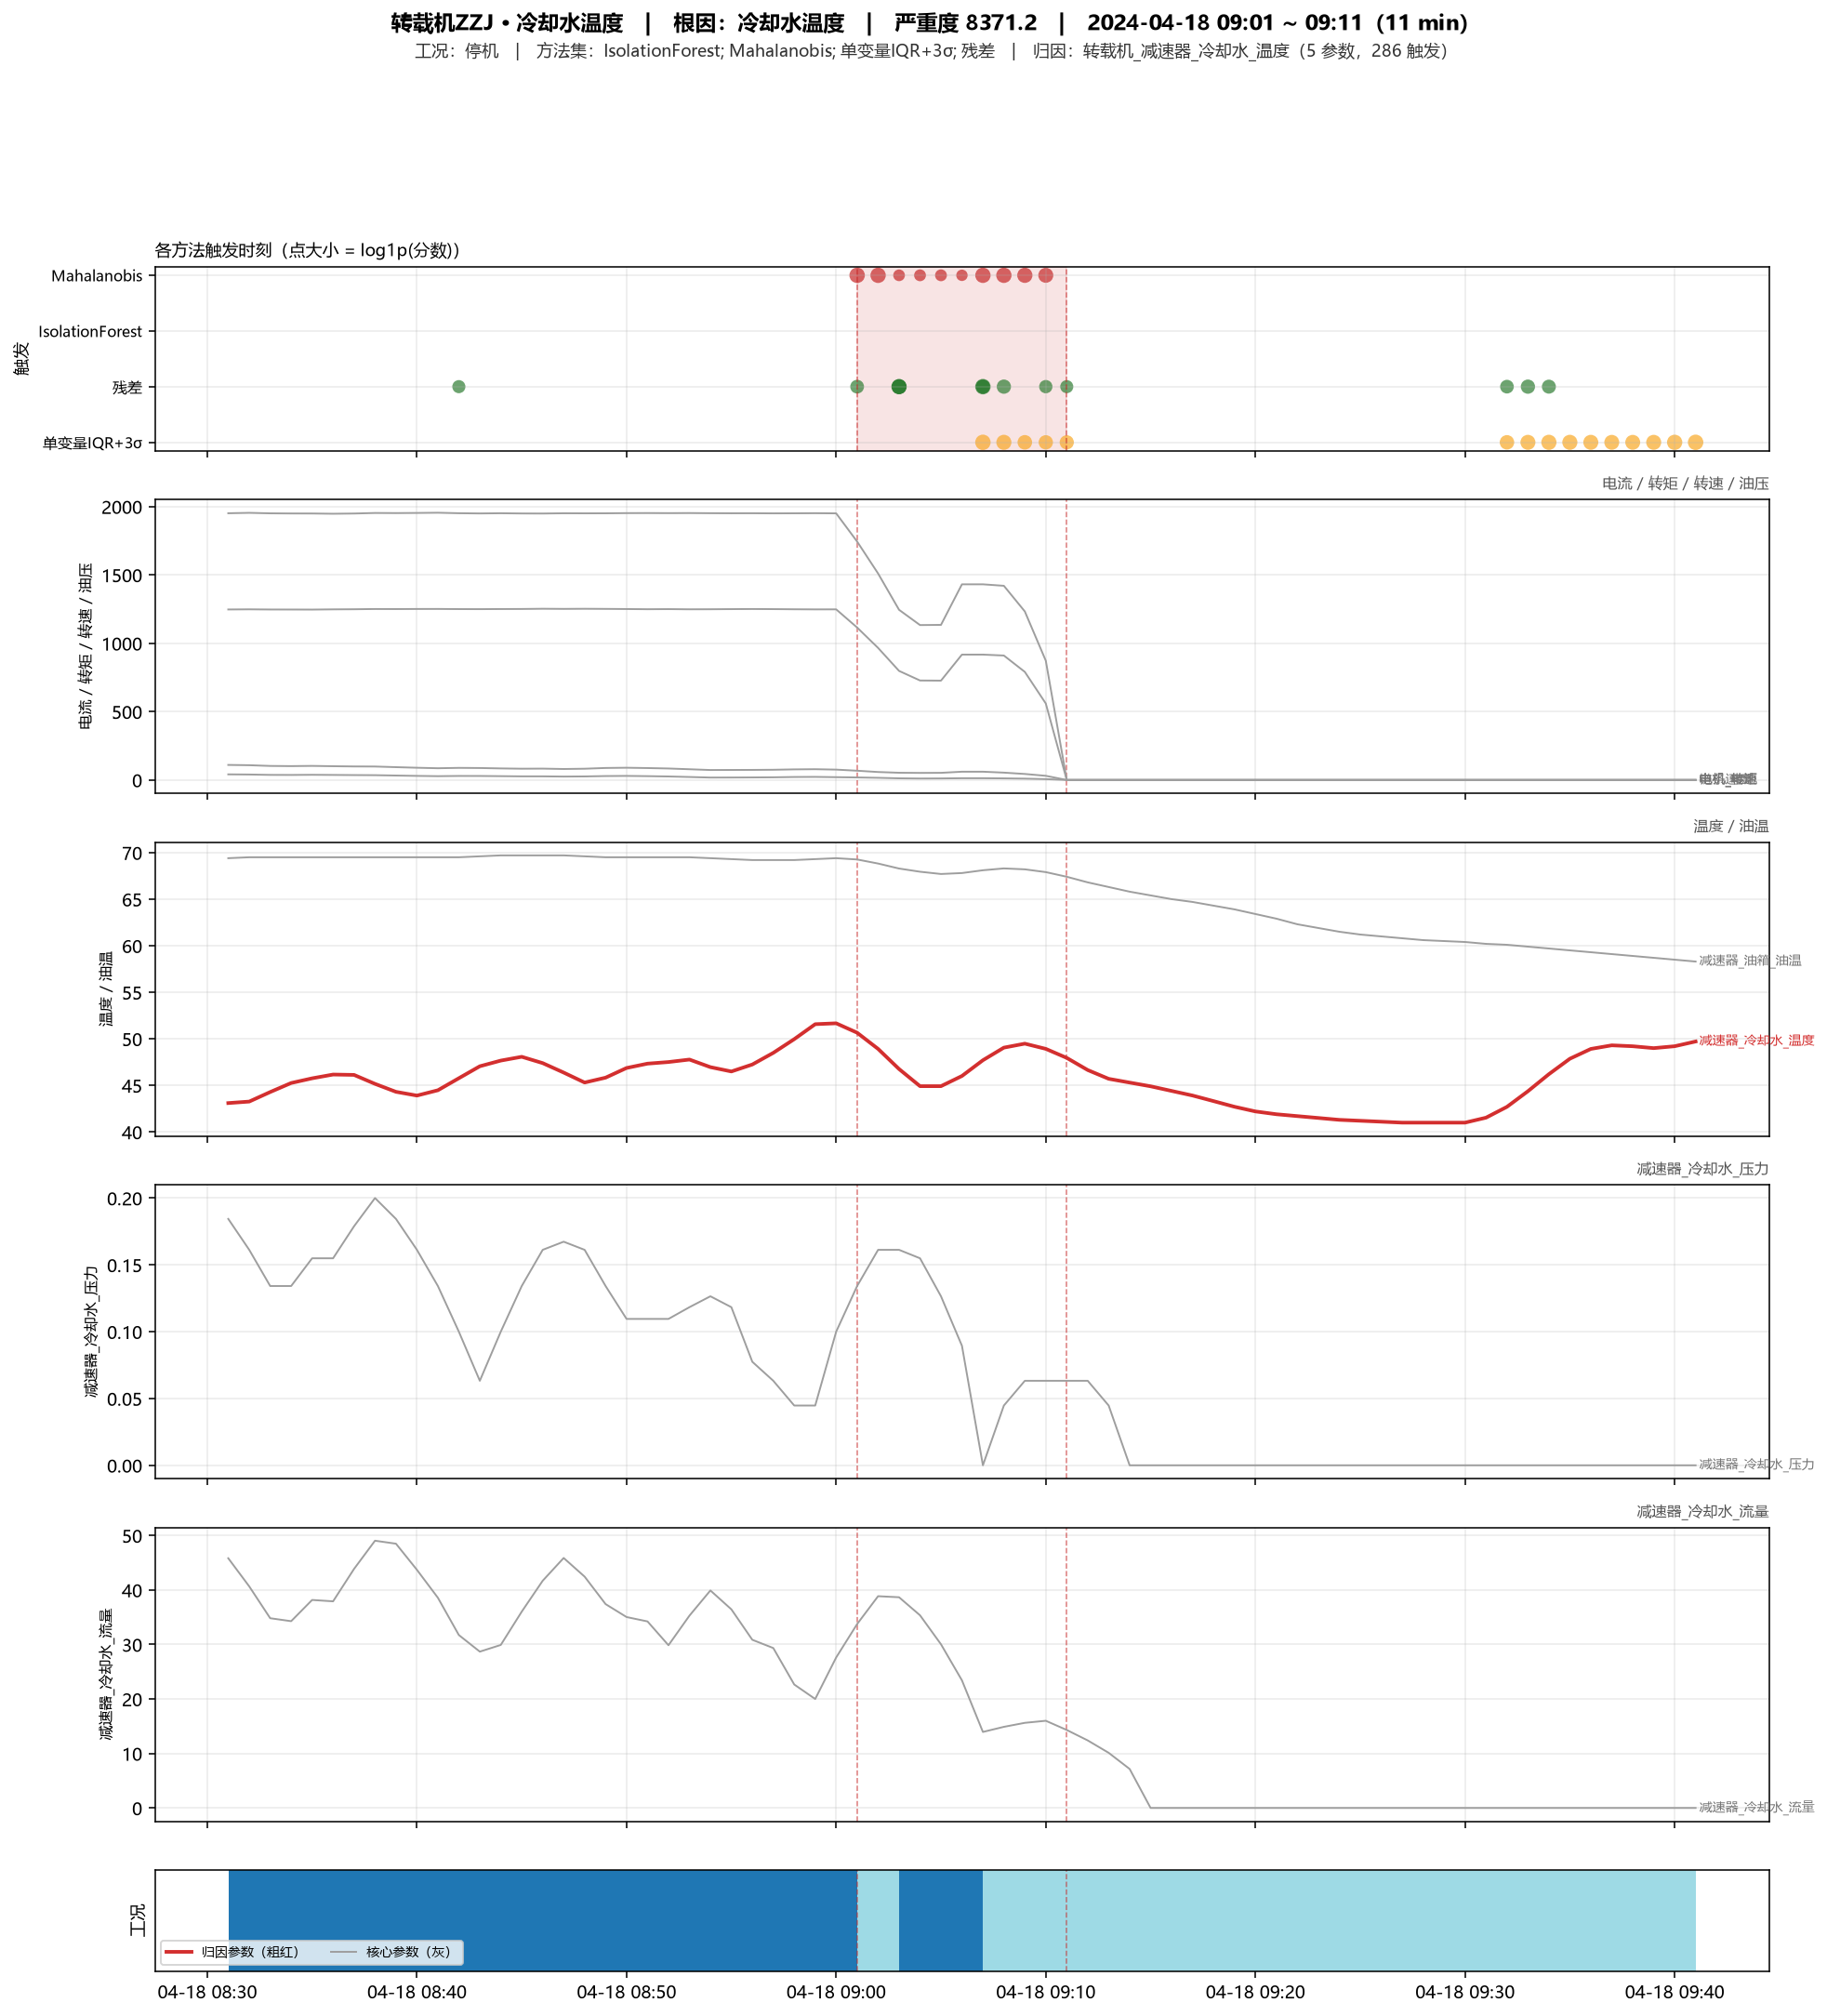 转载机ZZJ • 冷却水温度 | 根因：冷却水温度 | 严重度 8371.2 | 2024-04-18 09:01 ~ 09:11（11 min）
工况：停机 | 方法集：IsolationForest; Mahalanobis; 单变量IQR+3σ; 残差 | 归因：转载机_减速器_冷却水_温度（5 参数，286 触发）
各方法触发时刻（点大小 = log1p(分数)）
触发
Mahalanobis
IsolationForest
残差
单变量IQR+3σ
电流 / 转矩 / 转速 / 油压
电流 / 转矩 / 转速 / 油压
2000
1500
1000
500
0
温度 / 油温
温度 / 油温
70
65
60
55
50
45
40
减速器_油箱_油温
减速器_冷却水_温度
减速器_冷却水_压力
减速器_冷却水_压力
0.20
0.15
0.10
0.05
0.00
减速器_冷却水_压力
减速器_冷却水_流量
减速器_冷却水_流量
50
40
30
20
10
0
减速器_冷却水_流量
工况
归因参数（粗红）
核心参数（灰）
04-18 08:30
04-18 08:40
04-18 08:50
04-18 09:00
04-18 09:10
04-18 09:20
04-18 09:30
04-18 09:40